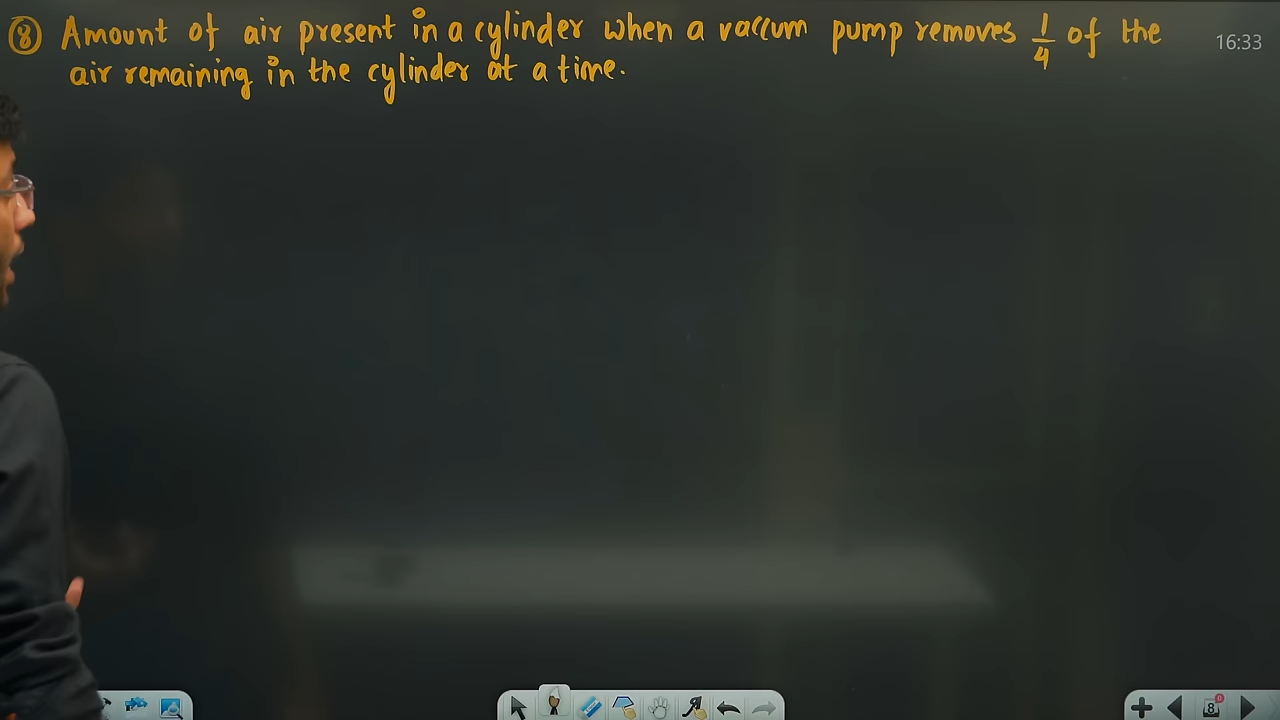 ⑧ Amount of air present in a cylinder when a vaccum pump removes 1/4 of the
air remaining in the cylinder at a time.
16:33
8